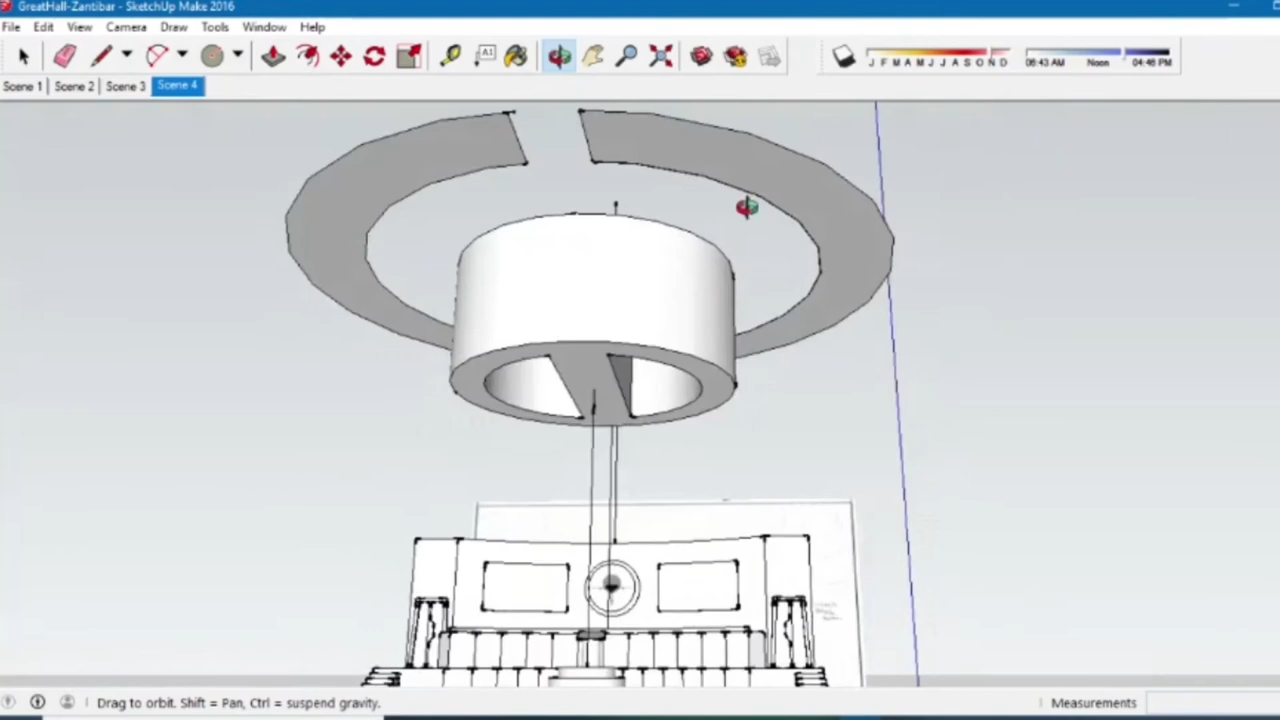 GreatHall-Zantibar - SketchUp Make 2016
File Edit View Camera Draw Tools Window Help
A1
J F M A M J J A S O N D 06:43 AM Noon 04:46 PM
Scene 1 Scene 2 Scene 3 Scene 4
Drag to orbit. Shift = Pan, Ctrl = suspend gravity. Measurements